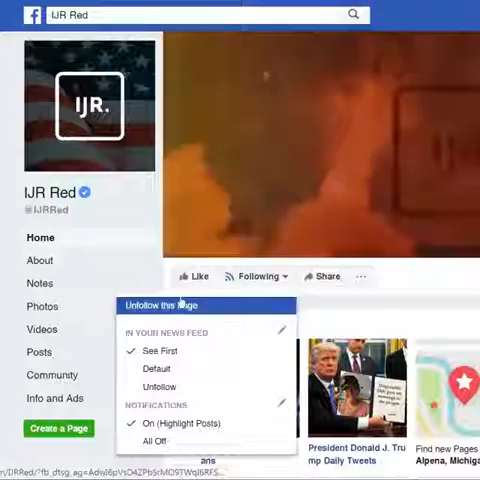 IJR Red
IJR.
IJR Red
@IJRRed
Home
About
Notes
Photos
Videos
Posts
Community
Info and Ads
Create a Page
Like
Following
Share
...
Unfollow this Page
IN YOUR NEWS FEED
See First
Default
Unfollow
NOTIFICATIONS
On (Highlight Posts)
All Off
ans
President Donald J. Tru
mp Daily Tweets
Find new Pages
Alpena, Michiga